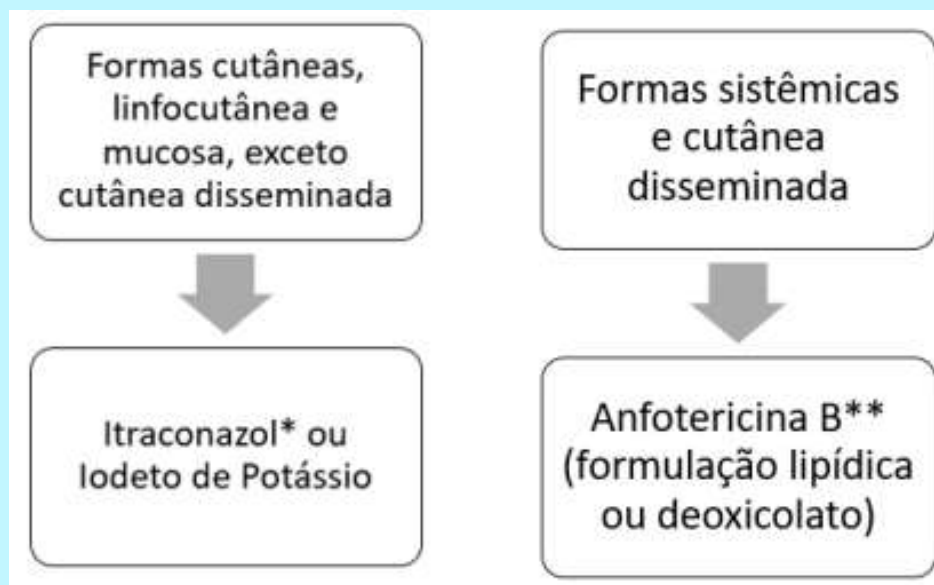 Formas cutâneas,
linfocutânea e
mucosa, exceto
cutânea disseminada
Itraconazol* ou
Iodeto de Potássio
Formas sistêmicas
e cutânea
disseminada
Anfotericina B**
(formulação lipídica
ou deoxicolato)